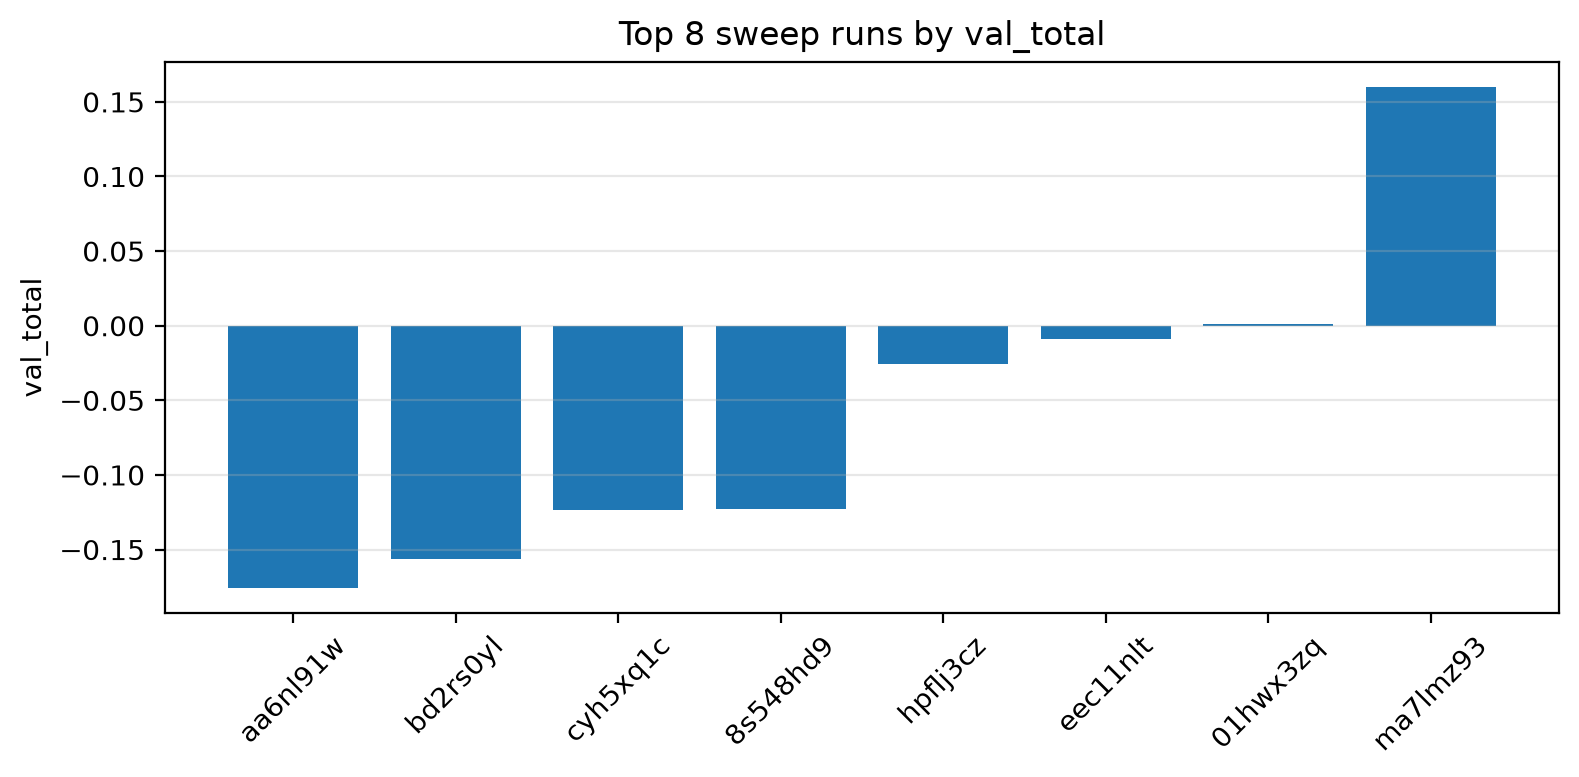 Top 8 sweep runs by val_total
val_total
0.15
0.10
0.05
0.00
−0.05
−0.10
−0.15
aa6nl91w
bd2rs0yl
cyh5xq1c
8s548hd9
hpflj3cz
eec11nlt
01hwx3zq
ma7lmz93